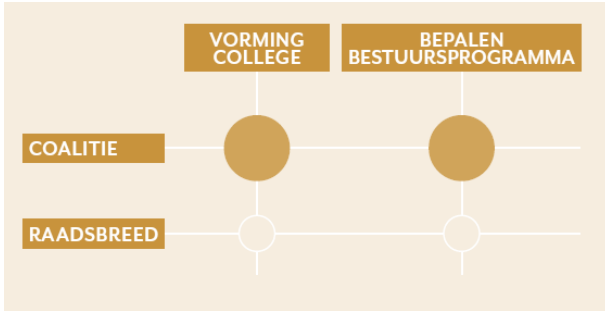 VORMING
COLLEGE
BEPALEN
BESTUURSPROGRAMMA
COALITIE
RAADSBREED